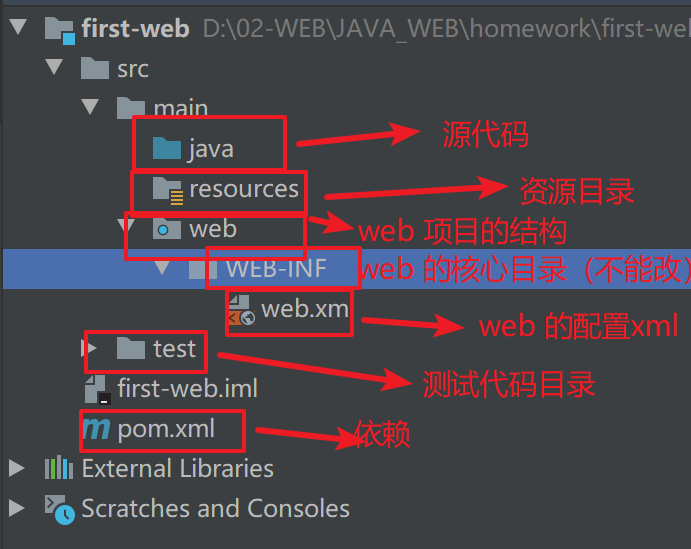 first-web D:\02-WEB\JAVA_WEB\homework\first-we
src
main
java 源代码
resources 资源目录
web web 项目的结构
WEB-INF web 的核心目录（不能改）
web.xm web 的配置xml
test 测试代码目录
first-web.iml
pom.xml 依赖
External Libraries
Scratches and Consoles